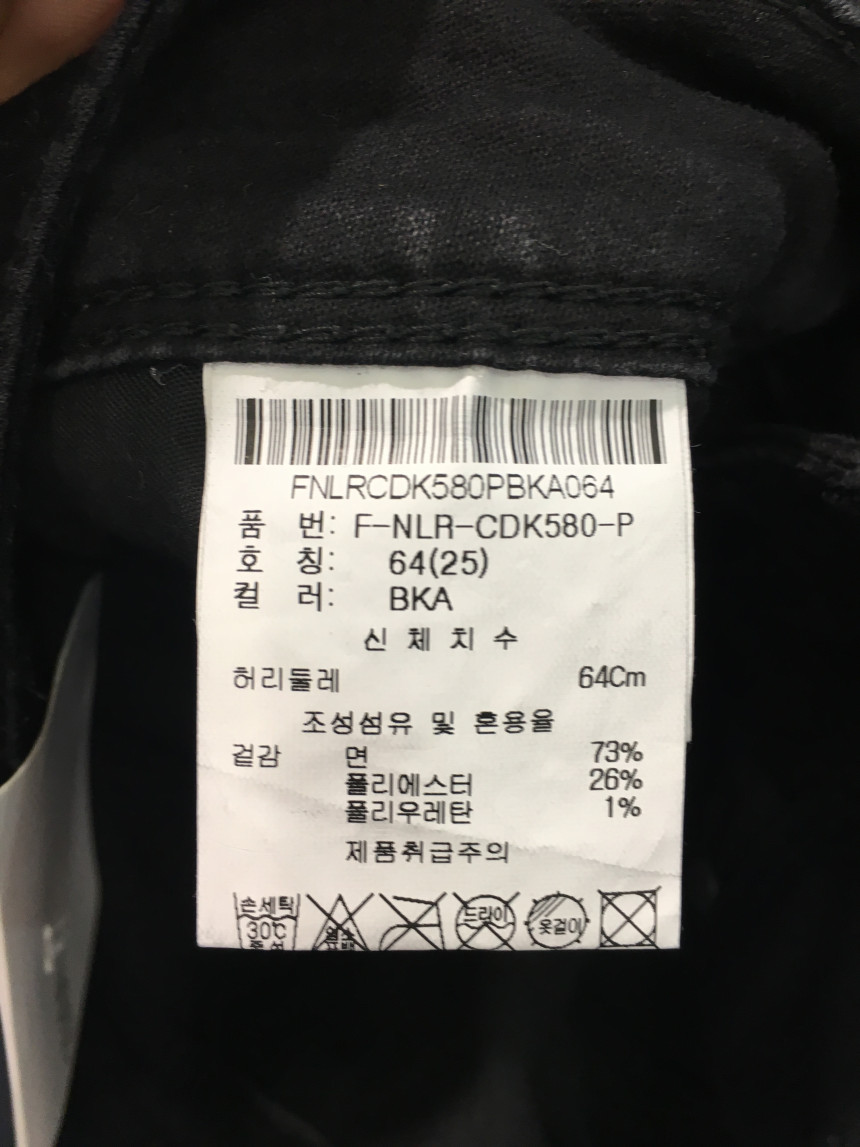 FNLRCDK580PBKA064
품 번: F-NLR-CDK580-P
호 칭: 64(25)
컬 러: BKA
신 체 치 수
허리둘레 64Cm
조성섬유 및 혼용율
겉감 면 73%
폴리에스터 26%
폴리우레탄 1%
제품취급주의
손세탁 드라이 옷걸이
30℃ 염소